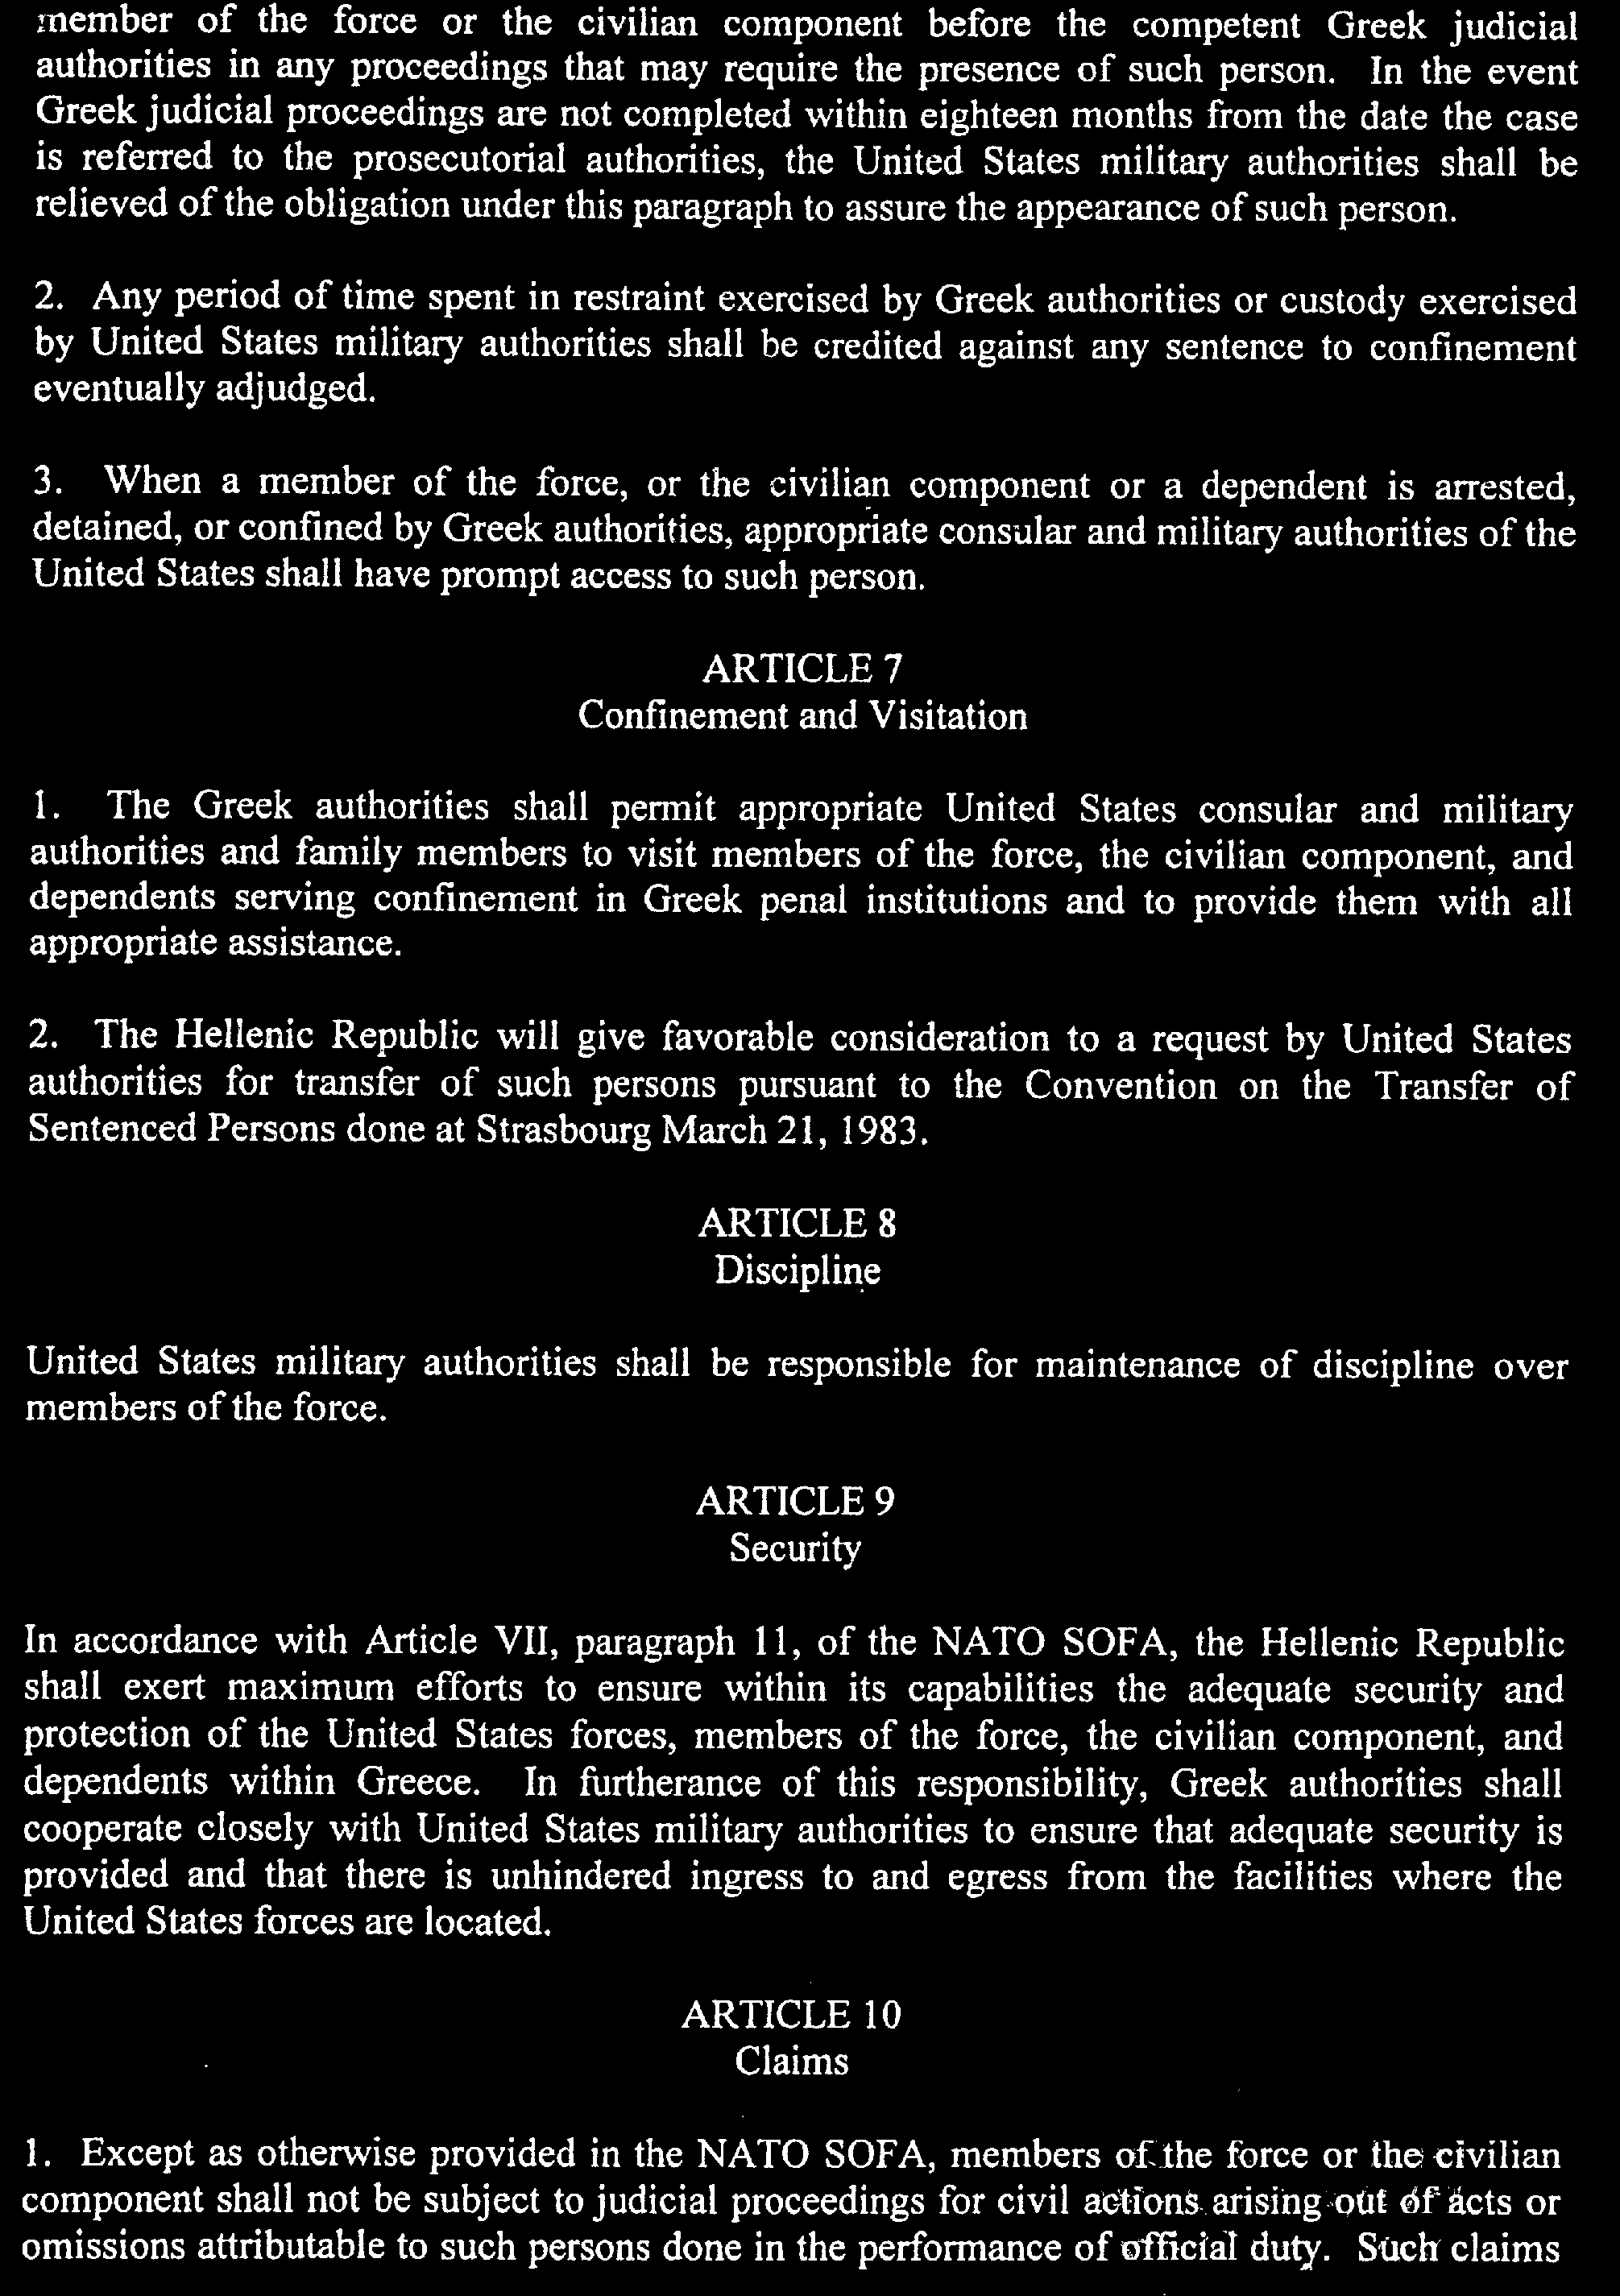 member of the force or the civilian component before the competent Greek judicial
authorities in any proceedings that may require the presence of such person. In the event
Greek judicial proceedings are not completed within eighteen months from the date the case
is referred to the prosecutorial authorities, the United States military authorities shall be
relieved of the obligation under this paragraph to assure the appearance of such person.
2. Any period of time spent in restraint exercised by Greek authorities or custody exercised
by United States military authorities shall be credited against any sentence to confinement
eventually adjudged.
3. When a member of the force, or the civilian component or a dependent is arrested,
detained, or confined by Greek authorities, appropriate consular and military authorities of the
United States shall have prompt access to such person.
ARTICLE 7
Confinement and Visitation
1. The Greek authorities shall permit appropriate United States consular and military
authorities and family members to visit members of the force, the civilian component, and
dependents serving confinement in Greek penal institutions and to provide them with all
appropriate assistance.
2. The Hellenic Republic will give favorable consideration to a request by United States
authorities for transfer of such persons pursuant to the Convention on the Transfer of
Sentenced Persons done at Strasbourg March 21, 1983.
ARTICLE 8
Discipline
United States military authorities shall be responsible for maintenance of discipline over
members of the force.
ARTICLE 9
Security
In accordance with Article VII, paragraph 11, of the NATO SOFA, the Hellenic Republic
shall exert maximum efforts to ensure within its capabilities the adequate security and
protection of the United States forces, members of the force, the civilian component, and
dependents within Greece. In furtherance of this responsibility, Greek authorities shall
cooperate closely with United States military authorities to ensure that adequate security is
provided and that there is unhindered ingress to and egress from the facilities where the
United States forces are located.
ARTICLE 10
Claims
1. Except as otherwise provided in the NATO SOFA, members of the force or the civilian
component shall not be subject to judicial proceedings for civil actions arising out of acts or
omissions attributable to such persons done in the performance of official duty. Such claims